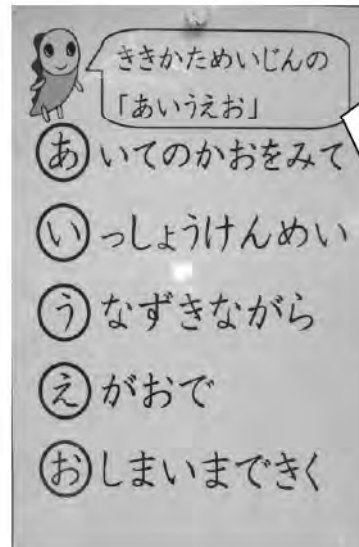 ききかためいじんの
「あいうえお」
あいてのかおをみて
いっしょうけんめい
うなずきながら
えがおで
おしまいまできく